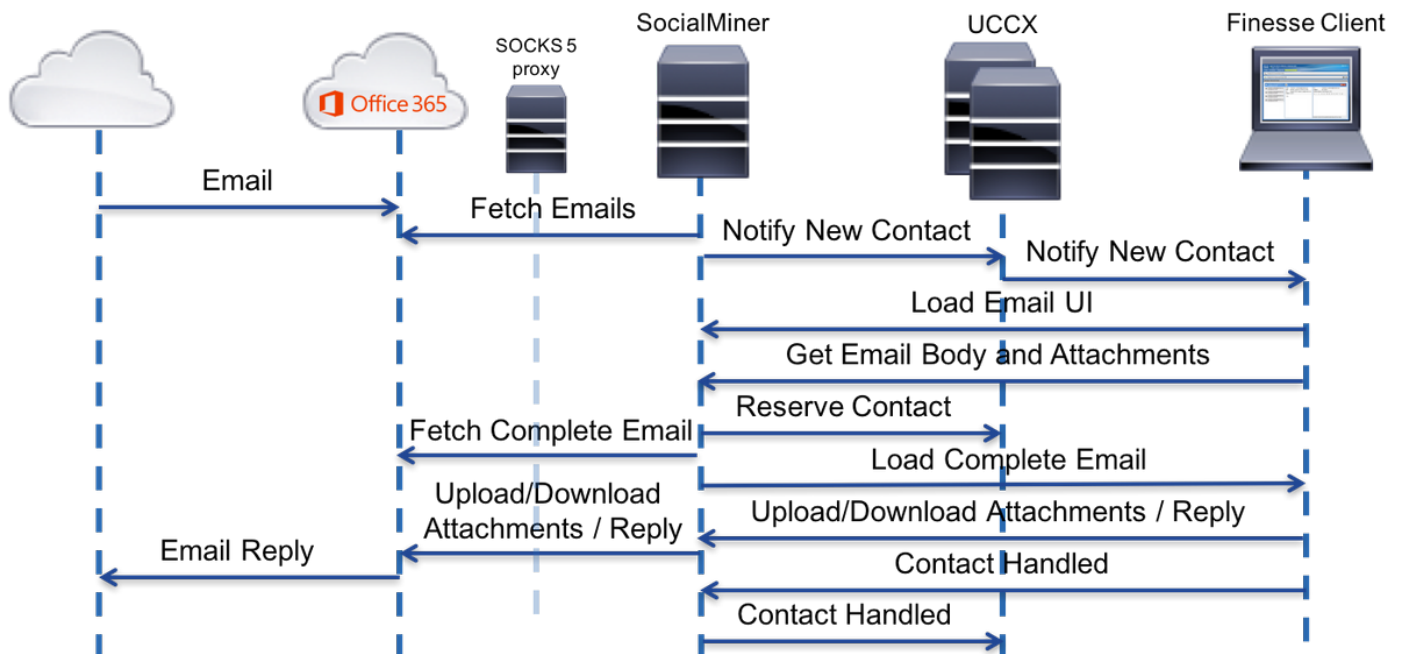 SocialMiner
UCCX
Finesse Client
SOCKS 5
proxy
Office 365
Email
Fetch Emails
Notify New Contact
Notify New Contact
Load Email UI
Get Email Body and Attachments
Reserve Contact
Fetch Complete Email
Load Complete Email
Upload/Download
Attachments / Reply
Upload/Download Attachments / Reply
Email Reply
Contact Handled
Contact Handled